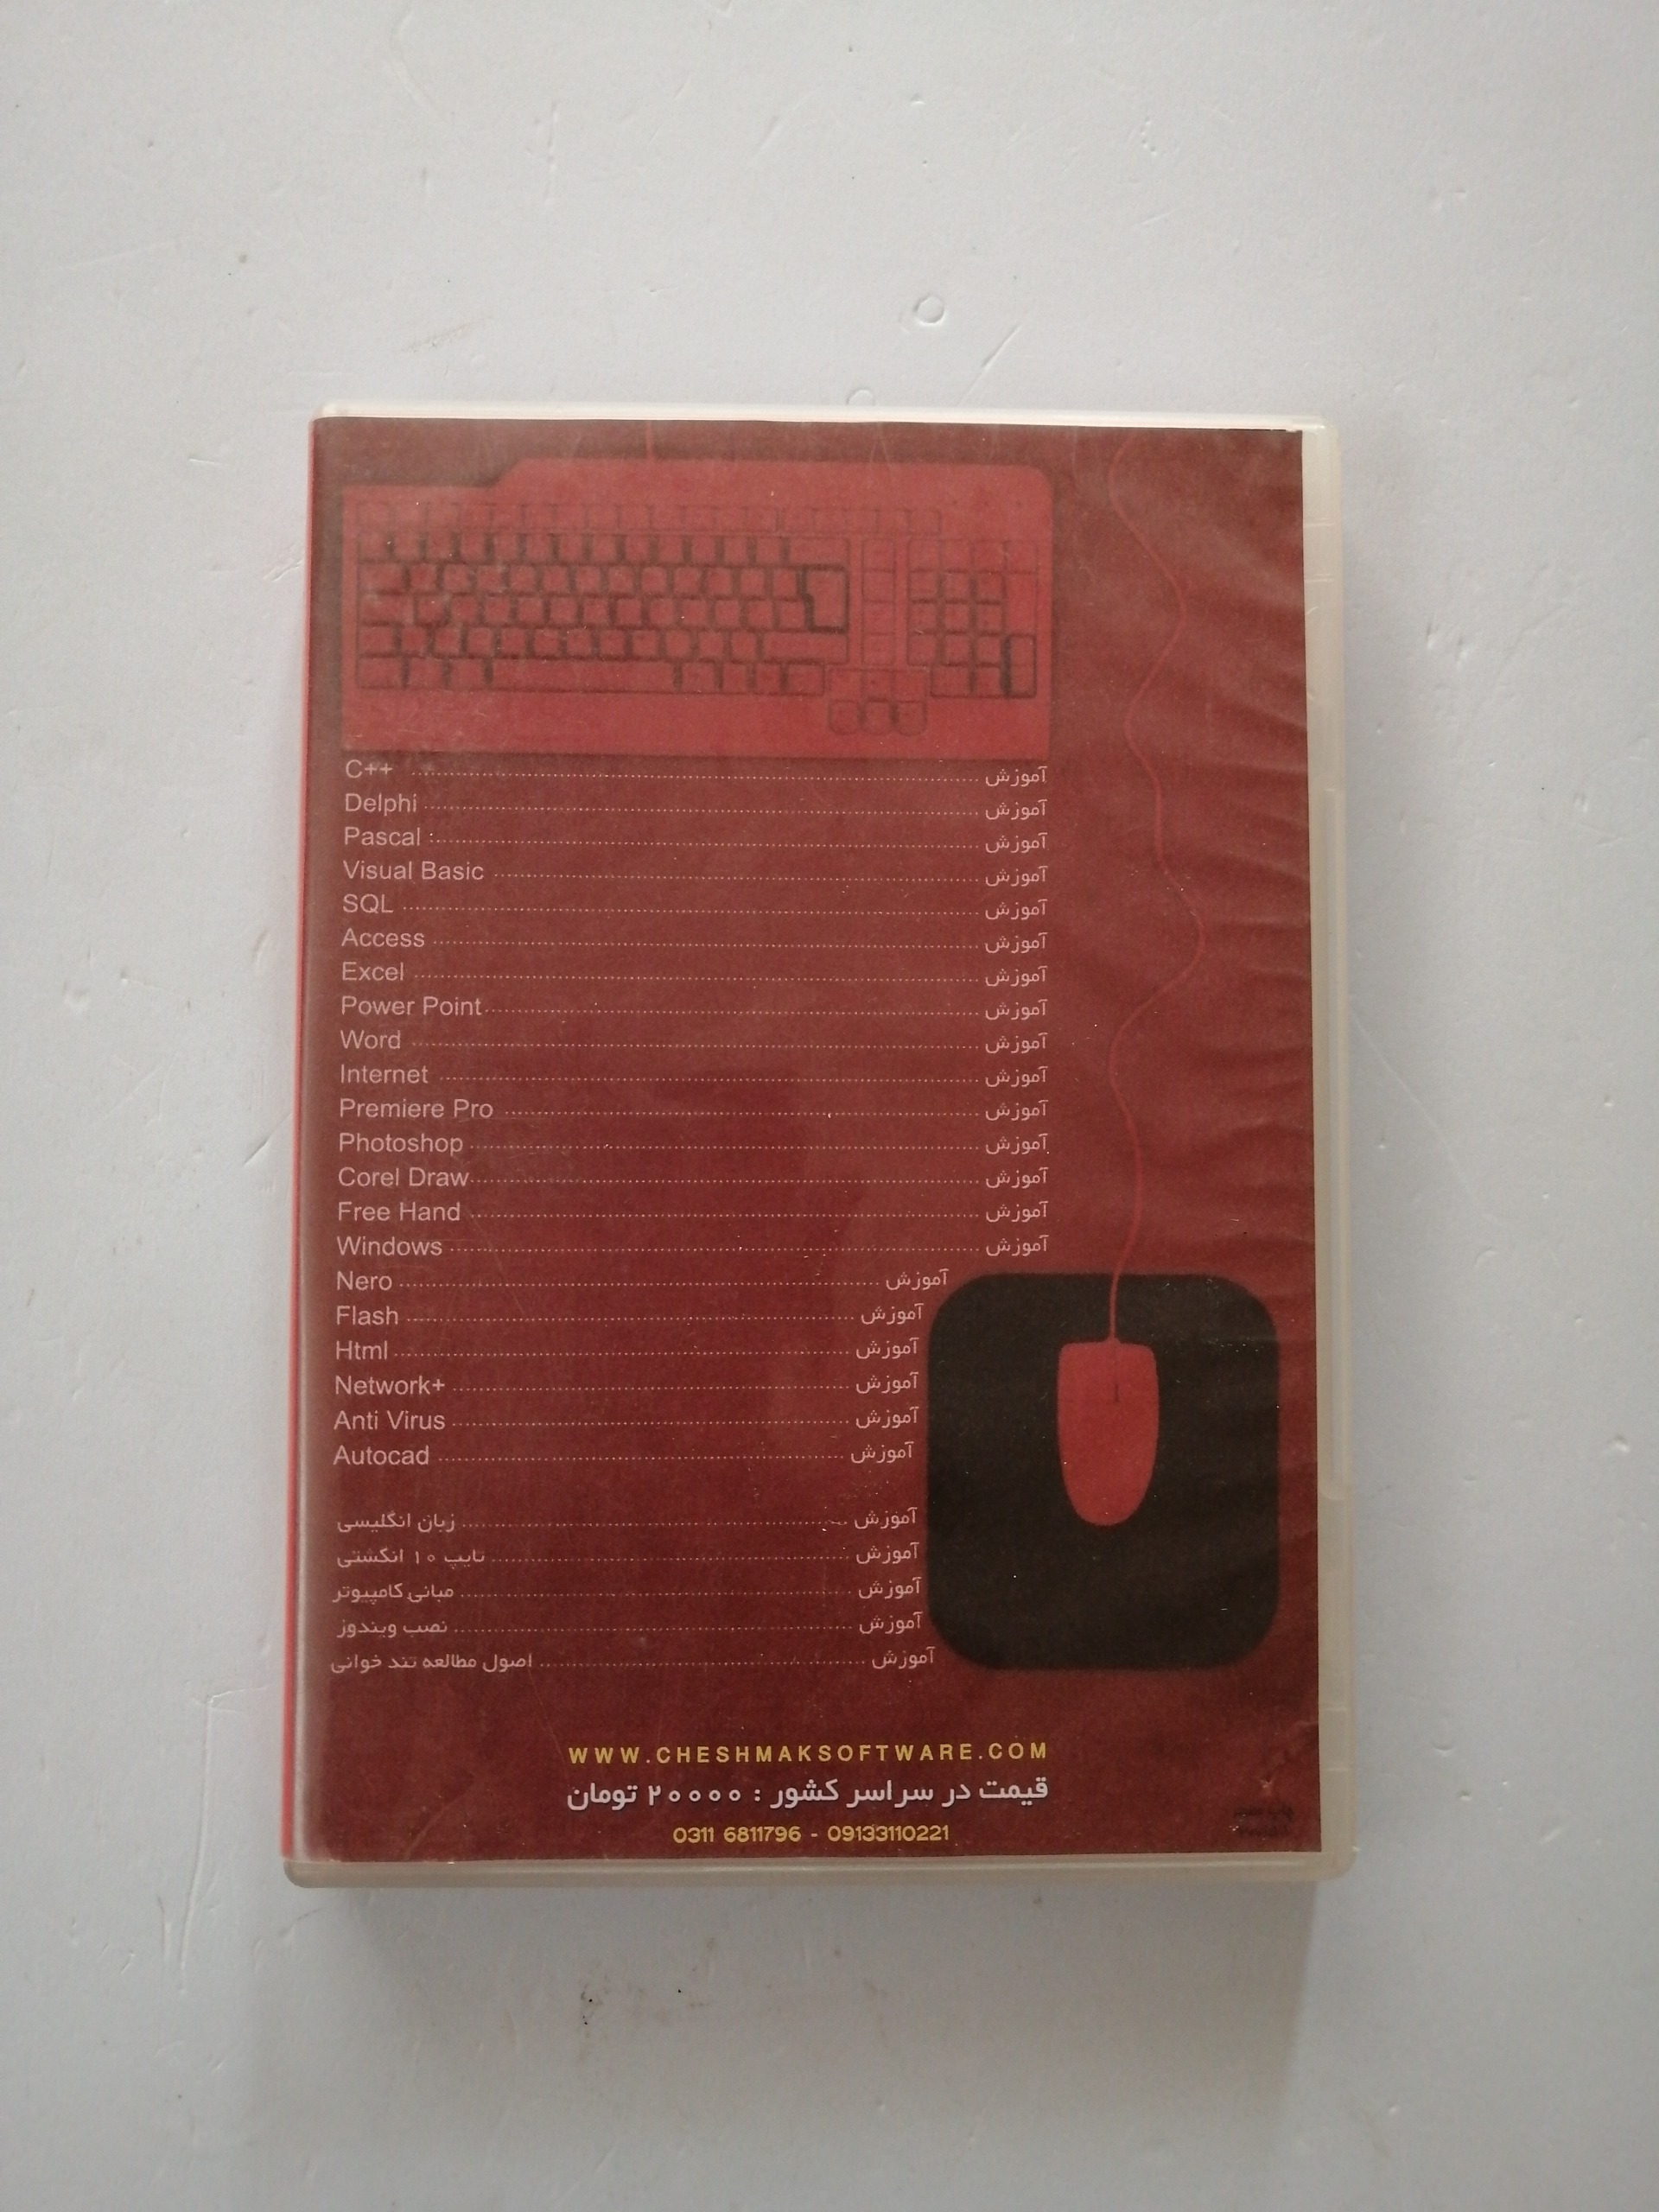 آموزش ........ C++
آموزش ........ Delphi
آموزش ........ Pascal
آموزش ........ Visual Basic
آموزش ........ SQL
آموزش ........ Access
آموزش ........ Excel
آموزش ........ Power Point
آموزش ........ Word
آموزش ........ Internet
آموزش ........ Premiere Pro
آموزش ........ Photoshop
آموزش ........ Corel Draw
آموزش ........ Free Hand
آموزش ........ Windows
آموزش ........ Nero
آموزش ........ Flash
آموزش ........ Html
آموزش ........ Network+
آموزش ........ Anti Virus
آموزش ........ Autocad
آموزش ........ زبان انگلیسی
آموزش ........ تایپ ۱۰ انگشتی
آموزش ........ مبانی کامپیوتر
آموزش ........ نصب ویندوز
آموزش ........ اصول مطالعه تند خوانی
WWW.CHESHMAKSOFTWARE.COM
قیمت در سراسر کشور : ۲۰۰۰۰ تومان
0311 6811796 - 09133110221